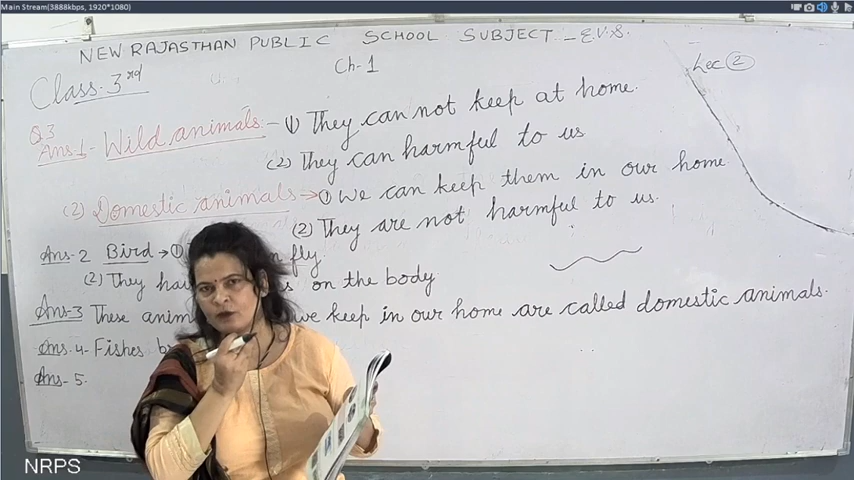 Main Stream(3888kbps, 1920*1080)
NEW RAJASTHAN PUBLIC SCHOOL SUBJECT - E.V.S.
Class-3rd Ch-1 Lec 2
Q.3
Ans-1- Wild animals - (1) They can not keep at home.
(2) They can harmful to us
(2) Domestic animals → (1) We can keep them in our home.
(2) They are not harmful to us.
Ans-2 Bird → (1) fly.
(2) They on the body
Ans-3 These we keep in our home are called domestic animals.
Ans-4- Fishes
Ans-5.
NRPS